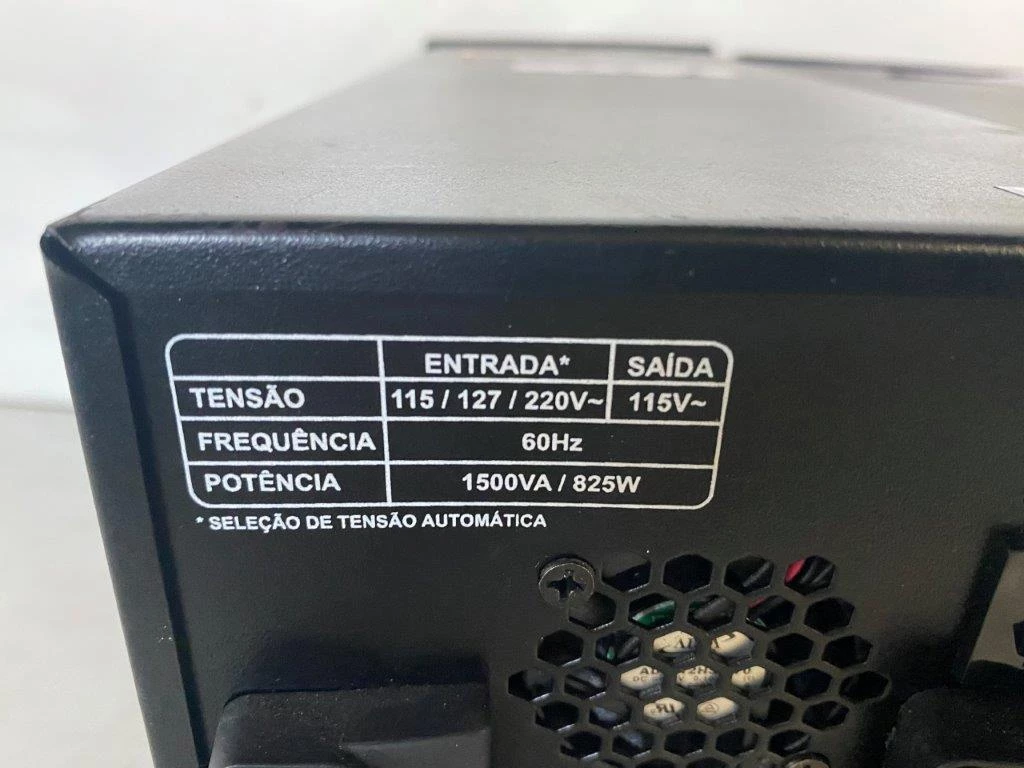 ENTRADA* SAÍDA
TENSÃO 115 / 127 / 220V~ 115V~
FREQUÊNCIA 60Hz
POTÊNCIA 1500VA / 825W
* SELEÇÃO DE TENSÃO AUTOMÁTICA